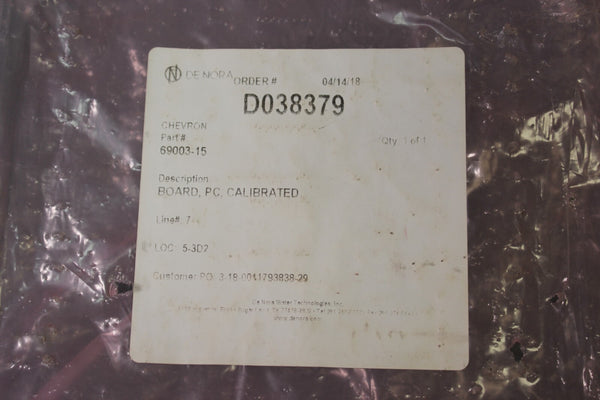 DE NORA ORDER # 04/14/18
D038379
CHEVRON
Part #
Qty 1 of 1
69003-15
Description
BOARD, PC, CALIBRATED
Line# 7
LOC: 5-3D2
Customer PO: 3-18-0011793838-29
De Nora Water Technologies, Inc.
www.denora.com